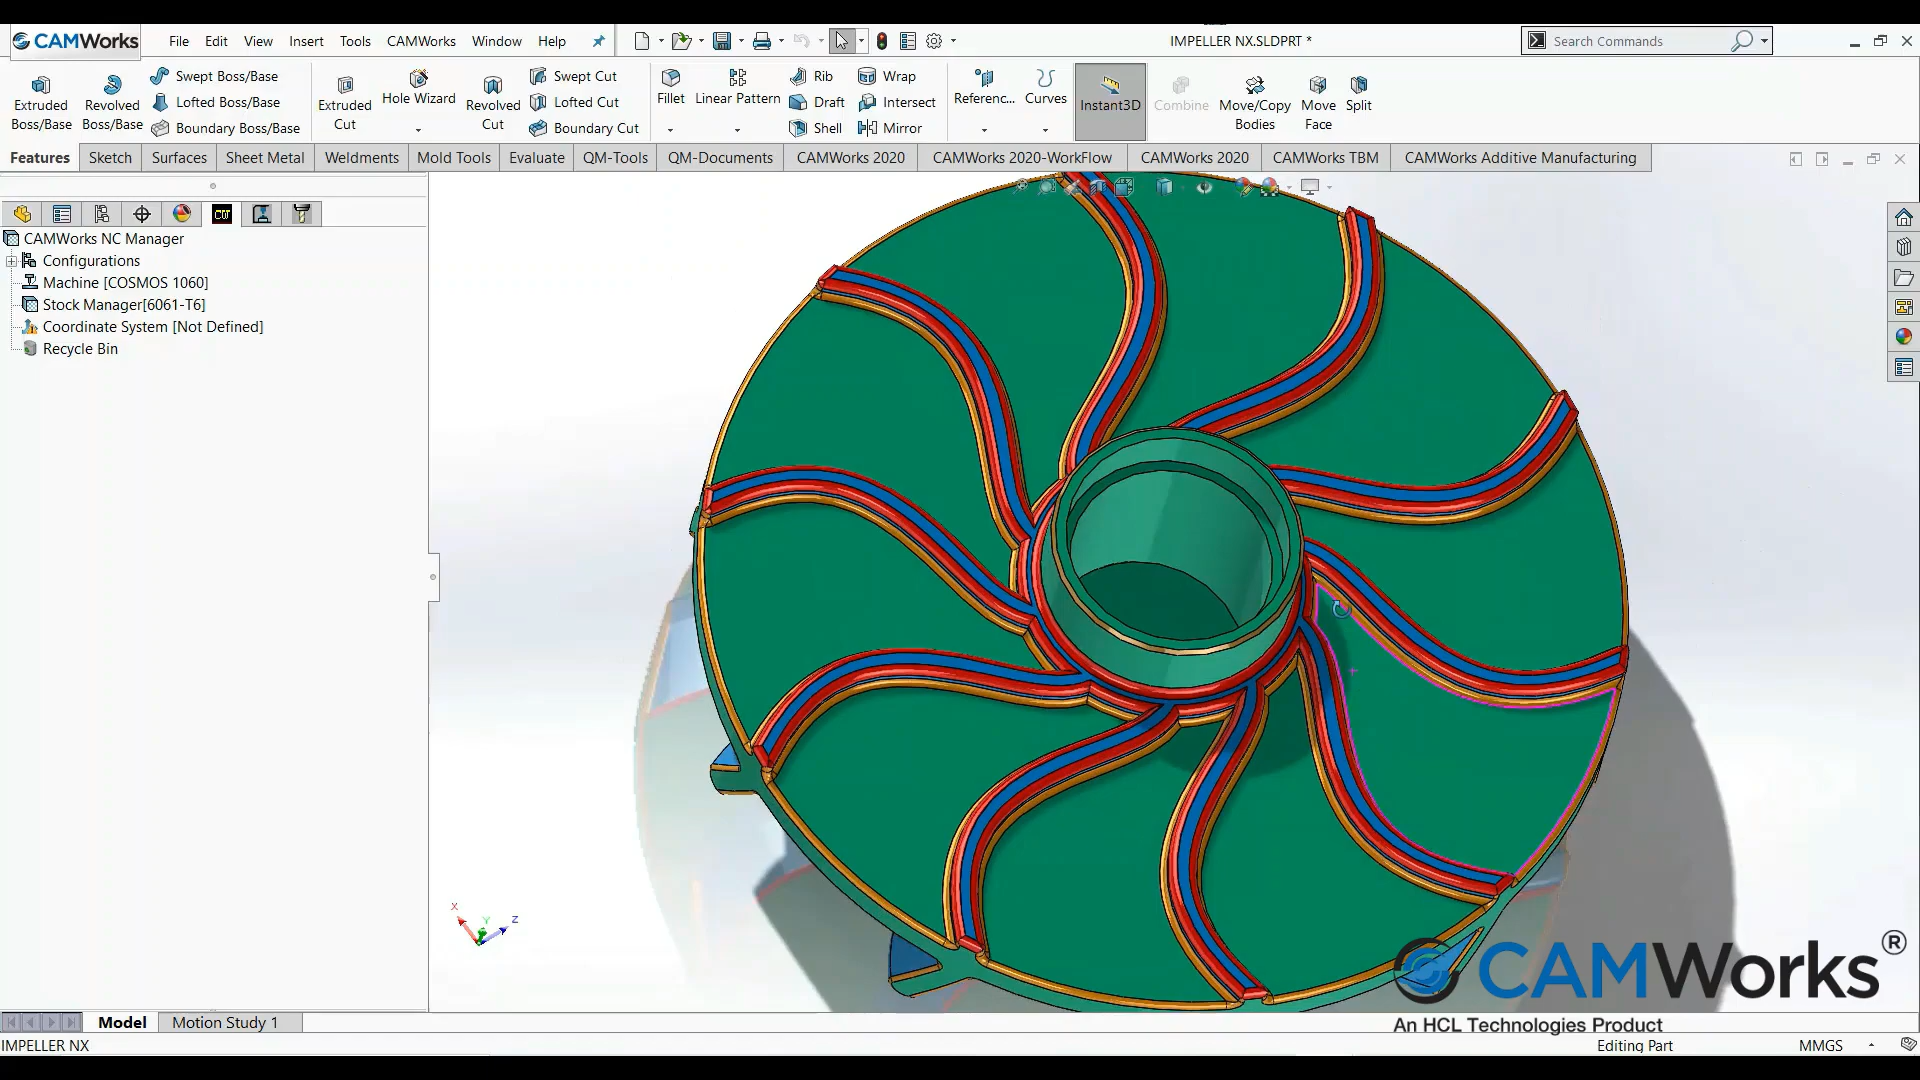 CAMWorks
File Edit View Insert Tools CAMWorks Window Help
IMPELLER NX.SLDPRT *
Search Commands
Extruded Boss/Base
Revolved Boss/Base
Swept Boss/Base
Lofted Boss/Base
Boundary Boss/Base
Extruded Cut
Hole Wizard
Revolved Cut
Swept Cut
Lofted Cut
Boundary Cut
Fillet
Linear Pattern
Rib
Draft
Shell
Wrap
Intersect
Mirror
Referenc...
Curves
Instant3D
Combine
Move/Copy Bodies
Move Face
Split
Features Sketch Surfaces Sheet Metal Weldments Mold Tools Evaluate QM-Tools QM-Documents CAMWorks 2020 CAMWorks 2020-WorkFlow CAMWorks 2020 CAMWorks TBM CAMWorks Additive Manufacturing
CW
CAMWorks NC Manager
Configurations
Machine [COSMOS 1060]
Stock Manager[6061-T6]
Coordinate System [Not Defined]
Recycle Bin
X Y Z
CAMWorks®
An HCL Technologies Product
Model Motion Study 1
IMPELLER NX
Editing Part
MMGS